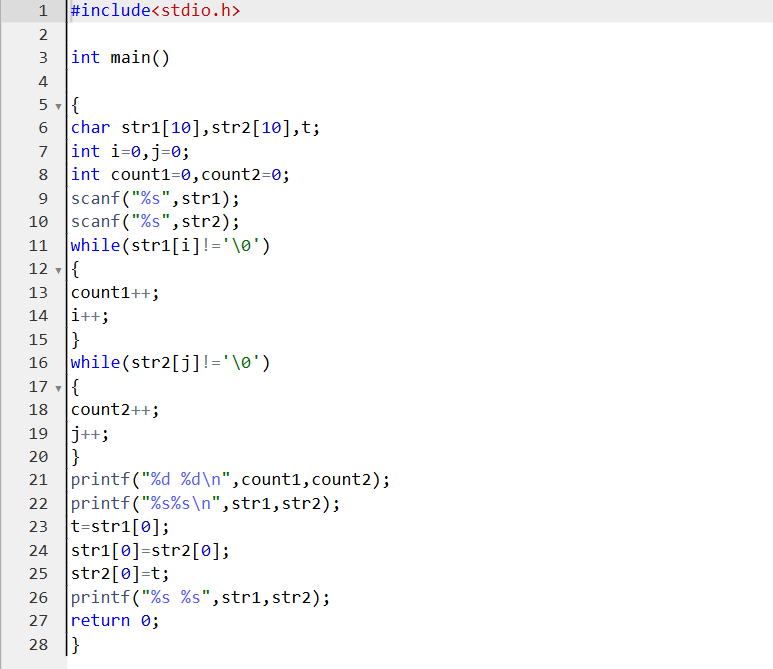 1 #include<stdio.h>
2
3 int main()
4
5 {
6 char str1[10],str2[10],t;
7 int i=0,j=0;
8 int count1=0,count2=0;
9 scanf("%s",str1);
10 scanf("%s",str2);
11 while(str1[i]!='\0')
12 {
13 count1++;
14 i++;
15 }
16 while(str2[j]!='\0')
17 {
18 count2++;
19 j++;
20 }
21 printf("%d %d\n",count1,count2);
22 printf("%s%s\n",str1,str2);
23 t=str1[0];
24 str1[0]=str2[0];
25 str2[0]=t;
26 printf("%s %s",str1,str2);
27 return 0;
28 }